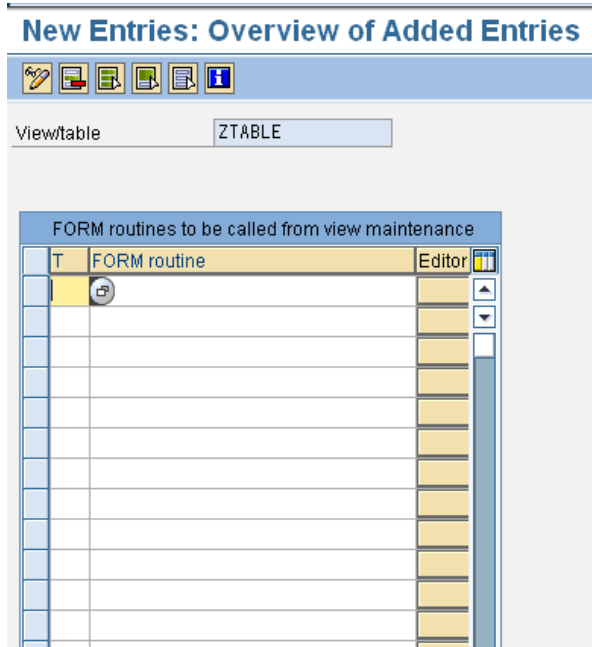 New Entries: Overview of Added Entries
View/table ZTABLE
FORM routines to be called from view maintenance
T FORM routine Editor